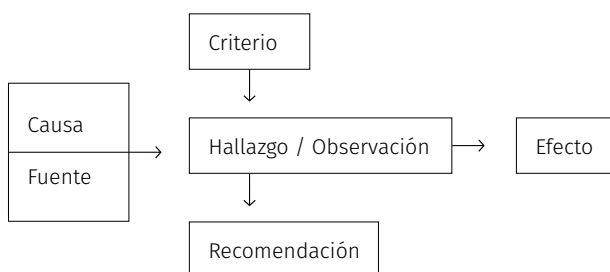 Criterio
Causa
Hallazgo / Observación
Efecto
Fuente
Recomendación